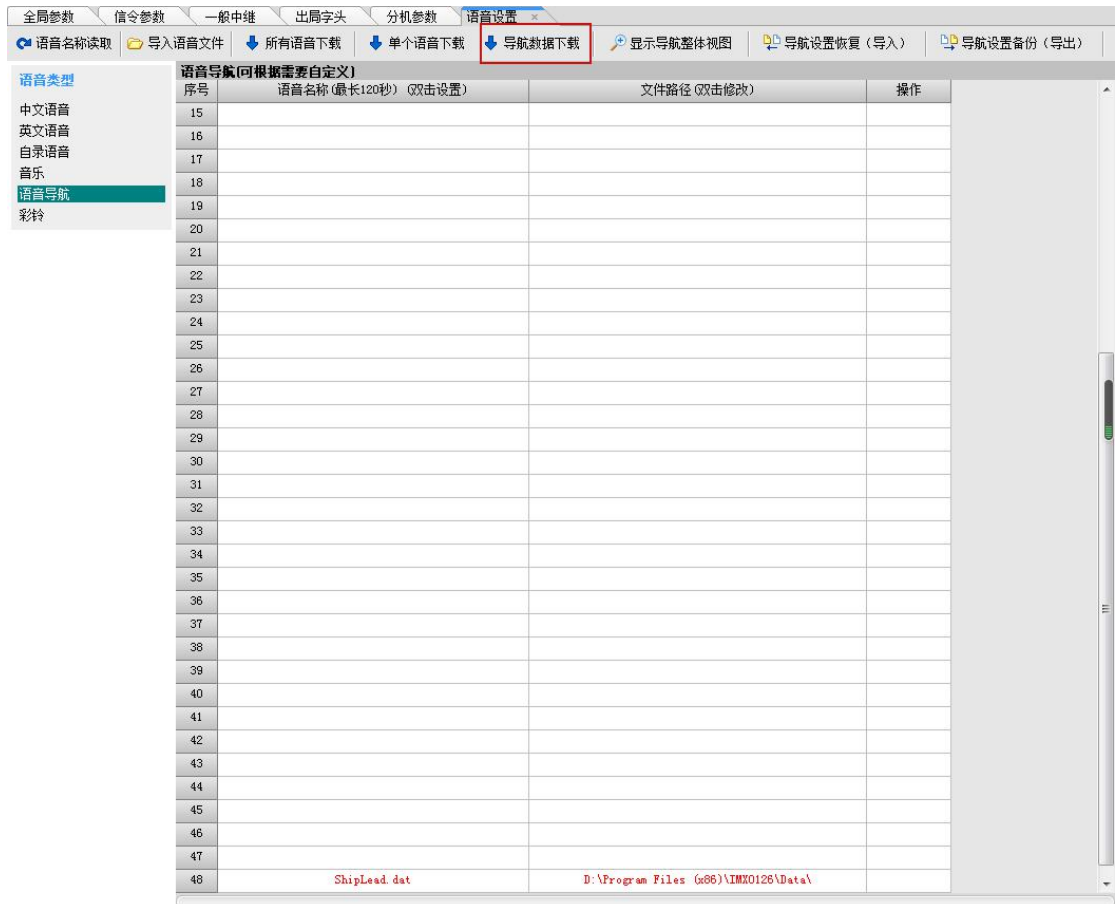 全局参数 信令参数 一般中继 出局字头 分机参数 语音设置 ×
语音名称读取 导入语音文件 所有语音下载 单个语音下载 导航数据下载 显示导航整体视图 导航设置恢复(导入) 导航设置备份(导出)
语音类型
中文语音
英文语音
自录语音
音乐
语音导航
彩铃
语音导航[可根据需要自定义]
序号 语音名称(最长120秒) (双击设置) 文件路径(双击修改) 操作
15
16
17
18
19
20
21
22
23
24
25
26
27
28
29
30
31
32
33
34
35
36
37
38
39
40
41
42
43
44
45
46
47
48 ShipLead.dat D:\Program Files (x86)\IMX0126\Data\